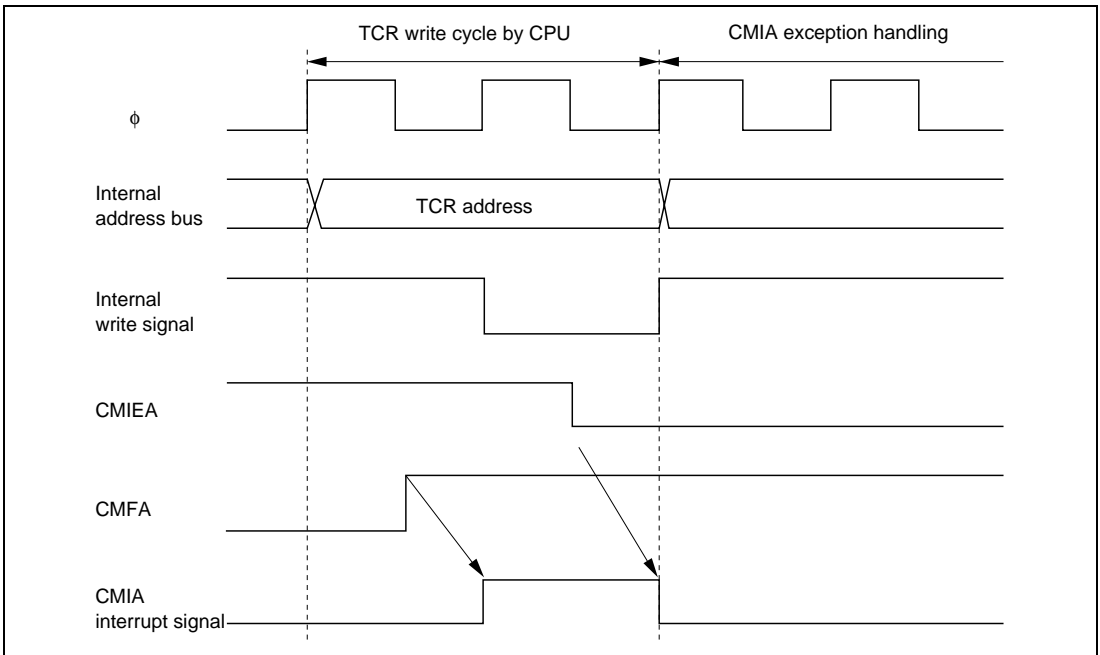 TCR write cycle by CPU
CMIA exception handling
φ
Internal
address bus
TCR address
Internal
write signal
CMIEA
CMFA
CMIA
interrupt signal